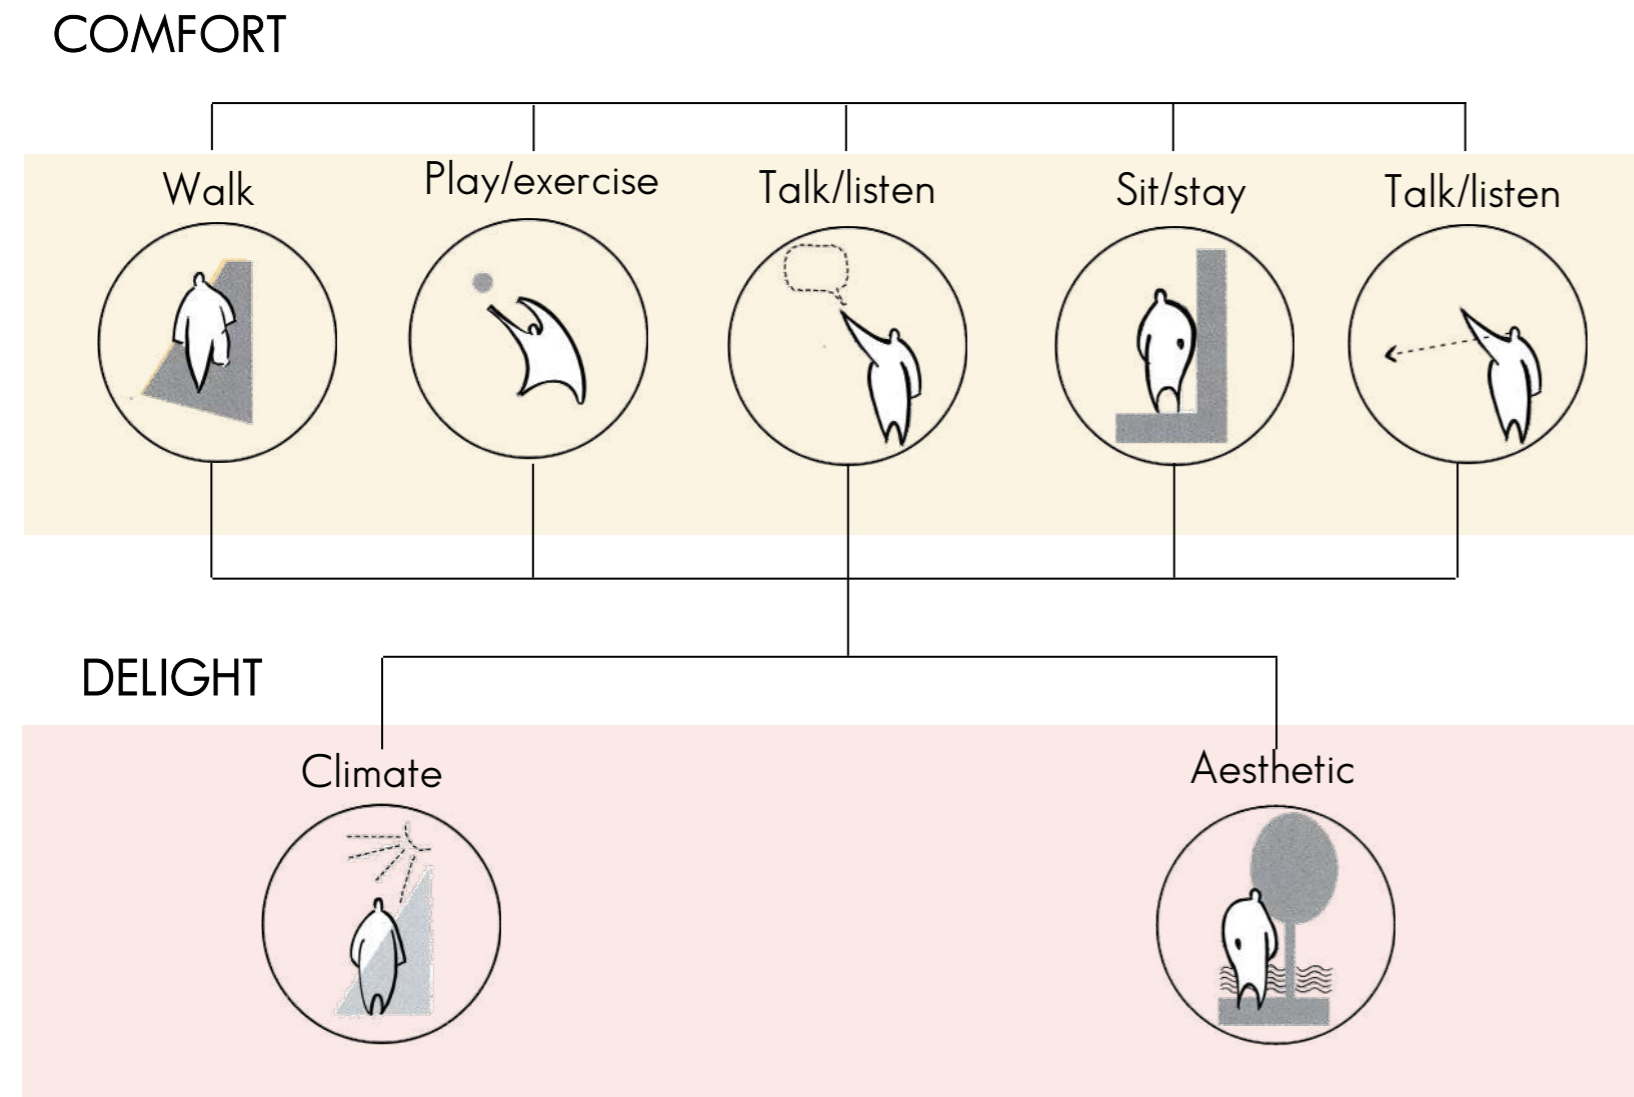 COMFORT
Walk
Play/exercise
Talk/listen
Sit/stay
Talk/listen
DELIGHT
Climate
Aesthetic